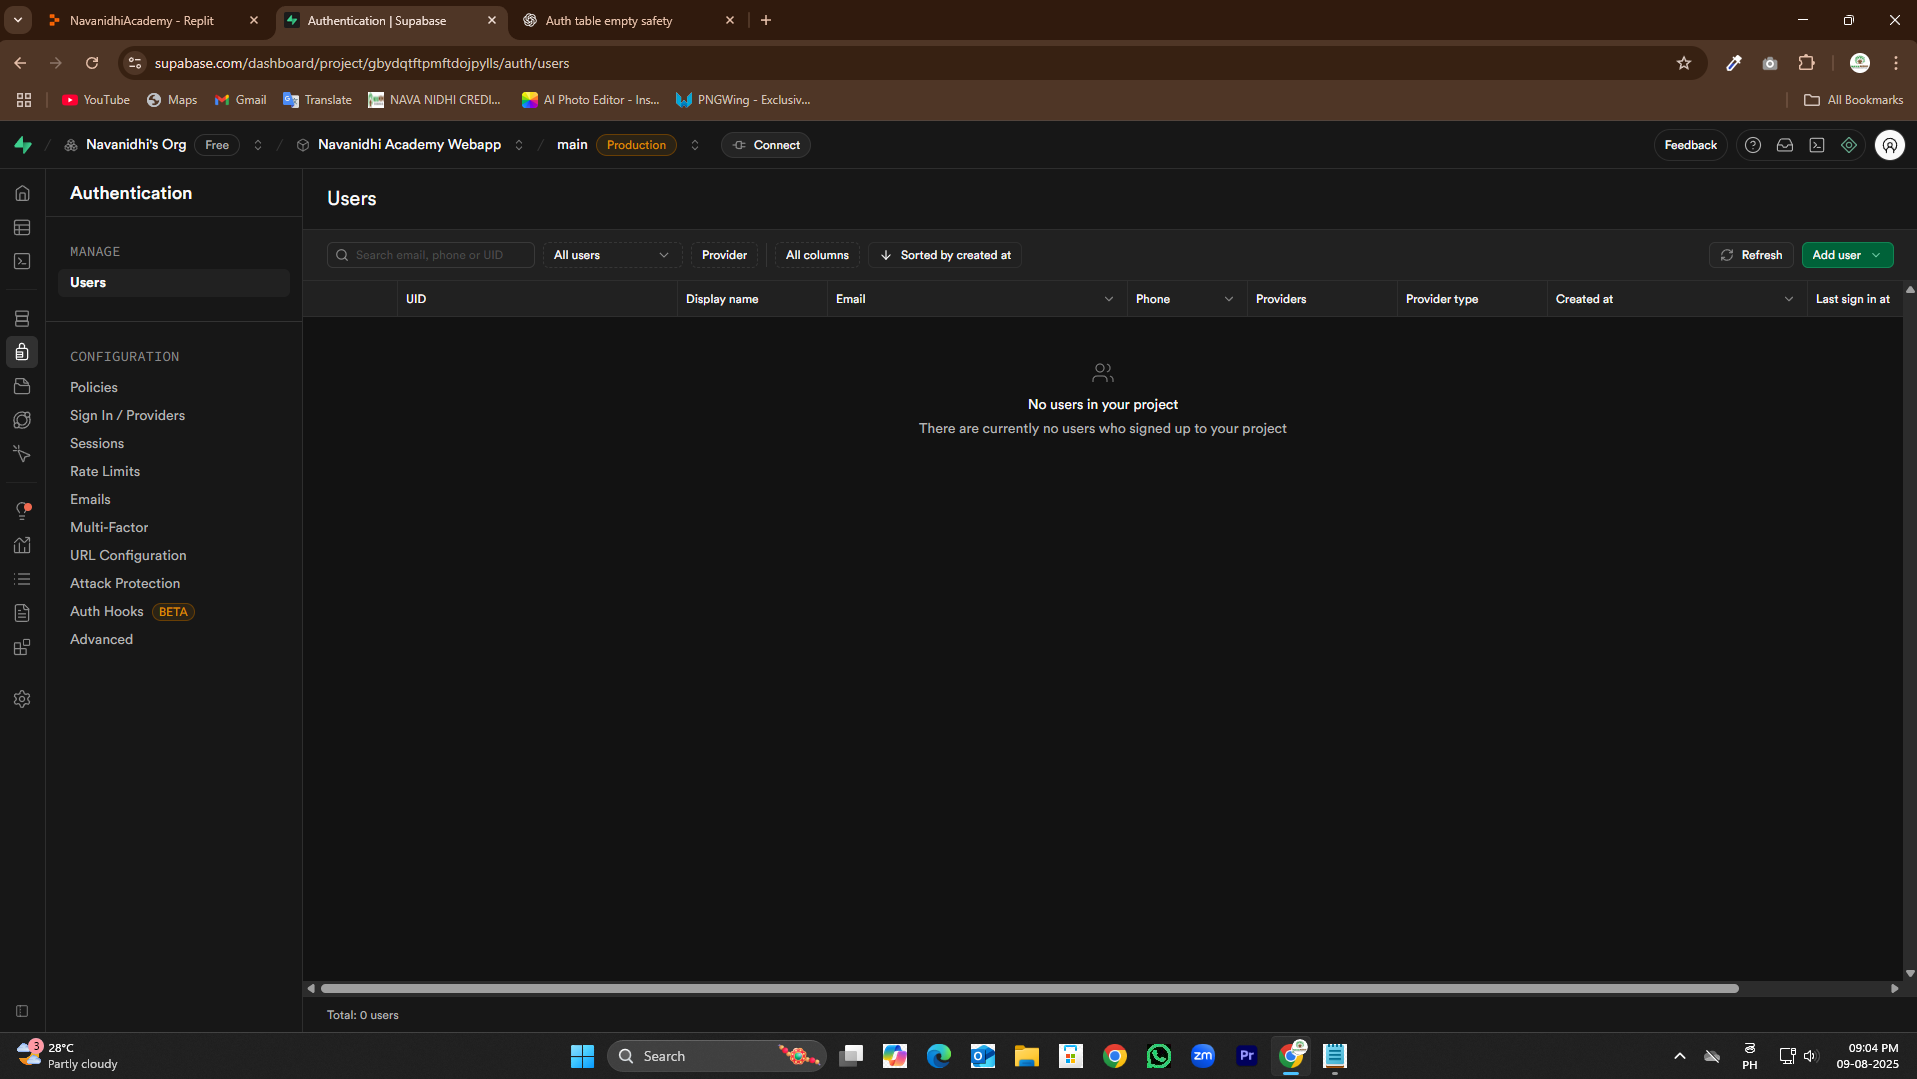 NavanidhiAcademy - Replit
Authentication | Supabase
Auth table empty safety
supabase.com/dashboard/project/gbydqtftpmftdojpylls/auth/users
YouTube
Maps
Gmail
Translate
NAVA NIDHI CREDI...
AI Photo Editor - Ins...
PNGWing - Exclusiv...
All Bookmarks
Navanidhi's Org
Free
Navanidhi Academy Webapp
main
Production
Connect
Feedback
Authentication
MANAGE
Users
CONFIGURATION
Policies
Sign In / Providers
Sessions
Rate Limits
Emails
Multi-Factor
URL Configuration
Attack Protection
Auth Hooks BETA
Advanced
Users
Search email, phone or UID
All users
Provider
All columns
Sorted by created at
Refresh
Add user
UID
Display name
Email
Phone
Providers
Provider type
Created at
Last sign in at
No users in your project
There are currently no users who signed up to your project
Total: 0 users
3
28°C
Partly cloudy
Search
zm
Pr
PH
09:04 PM
09-08-2025